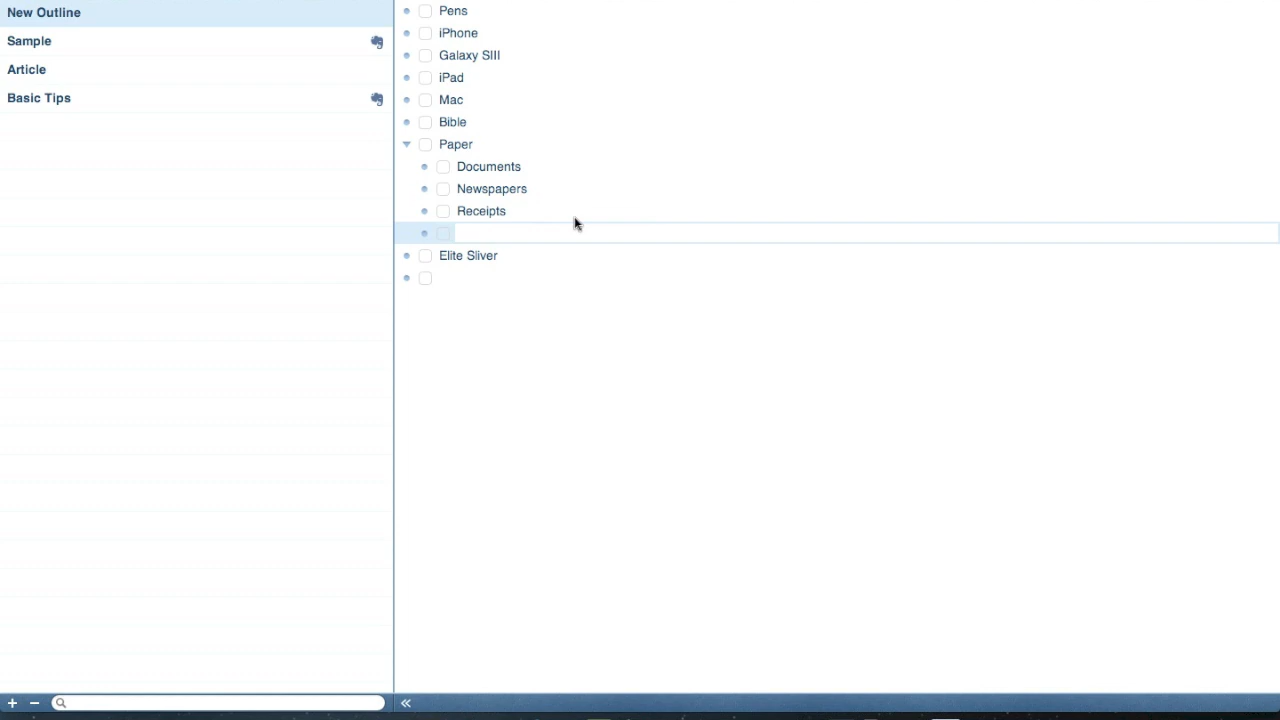 New Outline
Sample
Article
Basic Tips
Pens
iPhone
Galaxy SIII
iPad
Mac
Bible
Paper
Documents
Newspapers
Receipts
Elite Sliver